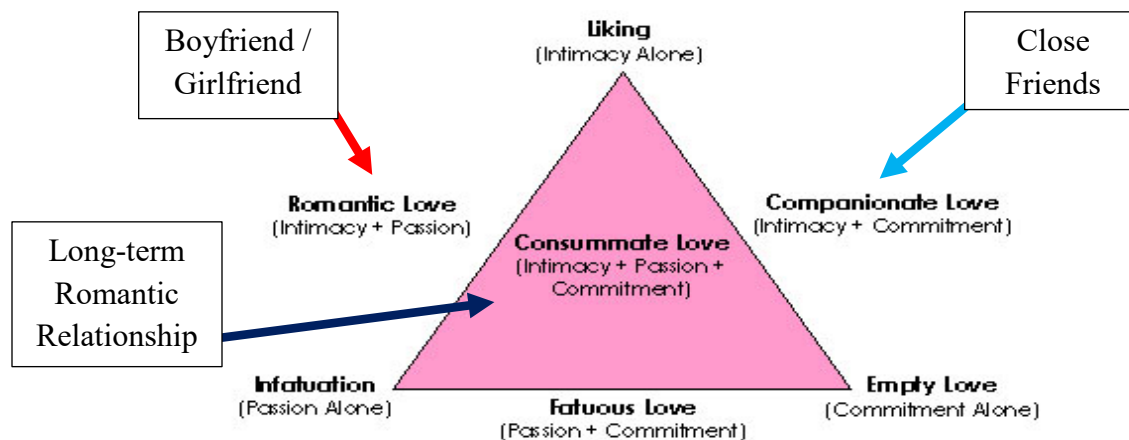 Boyfriend /
Girlfriend
Liking
(Intimacy Alone)
Close
Friends
Romantic Love
(Intimacy + Passion)
Companionate Love
(Intimacy + Commitment)
Consummate Love
(Intimacy + Passion +
Commitment)
Long-term
Romantic
Relationship
Infatuation
(Passion Alone)
Fatuous Love
(Passion + Commitment)
Empty Love
(Commitment Alone)